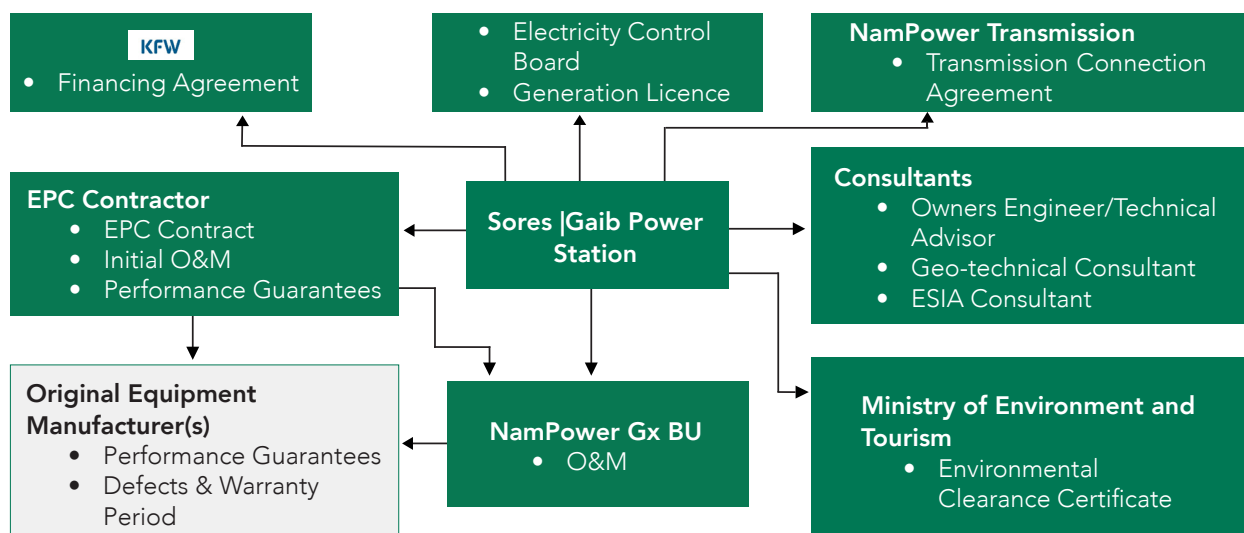 KFW
• Financing Agreement
• Electricity Control
Board
• Generation Licence
NamPower Transmission
• Transmission Connection
Agreement
EPC Contractor
• EPC Contract
• Initial O&M
• Performance Guarantees
Sores |Gaib Power
Station
Consultants
• Owners Engineer/Technical
Advisor
• Geo-technical Consultant
• ESIA Consultant
Original Equipment
Manufacturer(s)
• Performance Guarantees
• Defects & Warranty
Period
NamPower Gx BU
• O&M
Ministry of Environment and
Tourism
• Environmental
Clearance Certificate